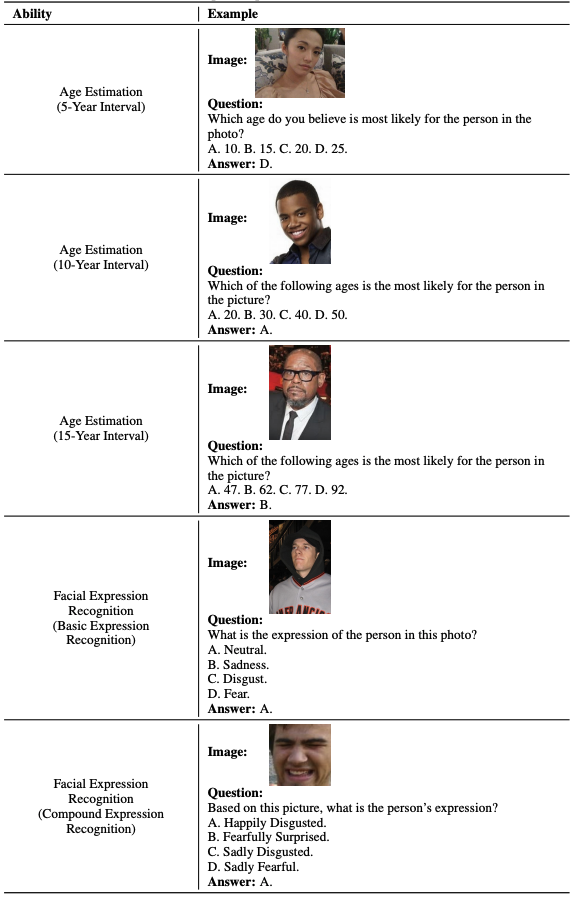 Ability Example
Image:
Age Estimation
(5-Year Interval)
Question:
Which age do you believe is most likely for the person in the
photo?
A. 10. B. 15. C. 20. D. 25.
Answer: D.
Image:
Age Estimation
(10-Year Interval)
Question:
Which of the following ages is the most likely for the person in
the picture?
A. 20. B. 30. C. 40. D. 50.
Answer: A.
Image:
Age Estimation
(15-Year Interval)
Question:
Which of the following ages is the most likely for the person in
the picture?
A. 47. B. 62. C. 77. D. 92.
Answer: B.
Image:
Facial Expression
Recognition
(Basic Expression
Recognition)
Question:
What is the expression of the person in this photo?
A. Neutral.
B. Sadness.
C. Disgust.
D. Fear.
Answer: A.
Image:
Facial Expression
Recognition
(Compound Expression
Recognition)
Question:
Based on this picture, what is the person's expression?
A. Happily Disgusted.
B. Fearfully Surprised.
C. Sadly Disgusted.
D. Sadly Fearful.
Answer: A.